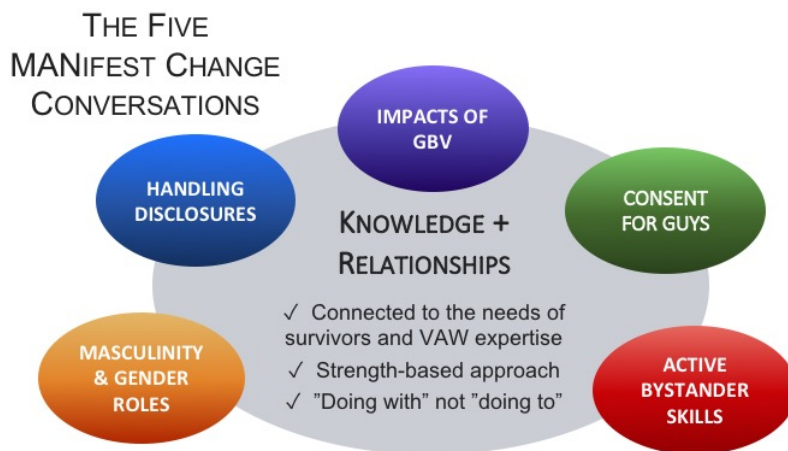 THE FIVE
MANIFEST CHANGE
CONVERSATIONS
IMPACTS OF
GBV
HANDLING
DISCLOSURES
CONSENT
FOR GUYS
KNOWLEDGE +
RELATIONSHIPS
✓ Connected to the needs of
survivors and VAW expertise
✓ Strength-based approach
✓ "Doing with" not "doing to"
MASCULINITY
& GENDER
ROLES
ACTIVE
BYSTANDER
SKILLS